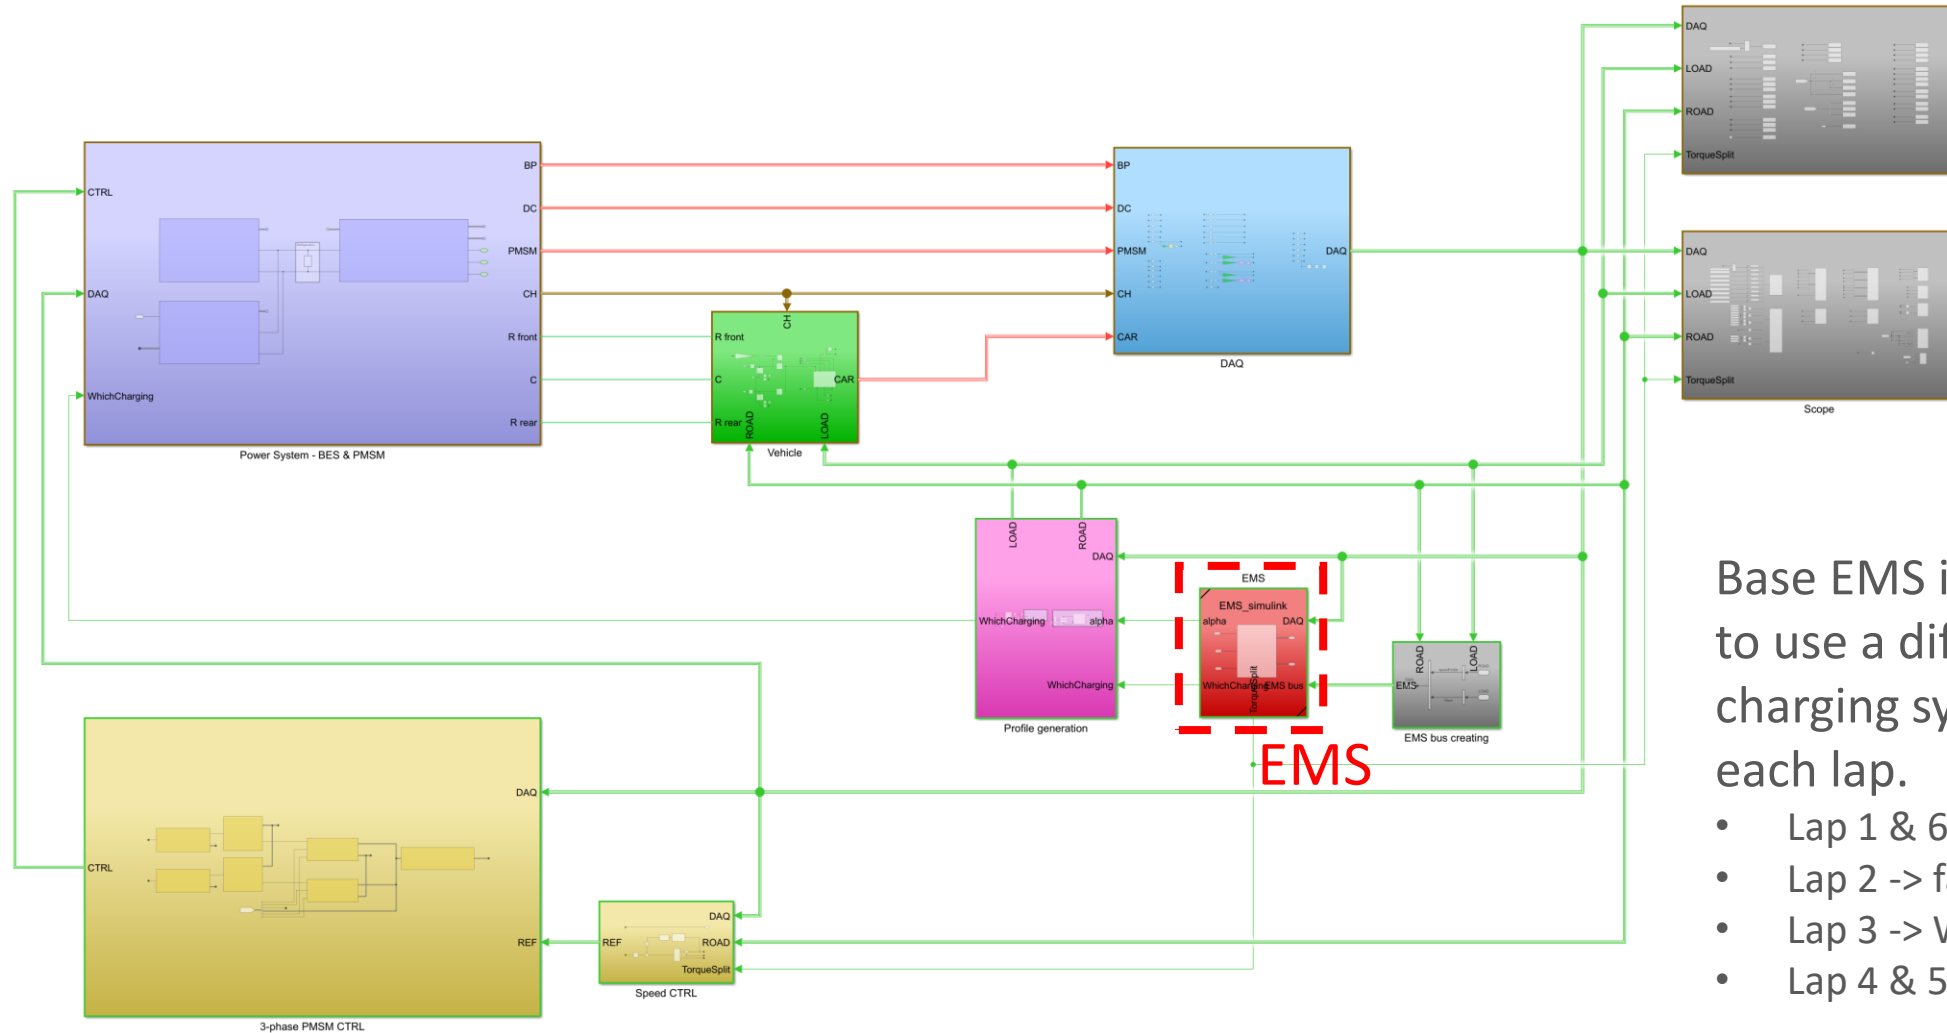 CTRL
DAQ
WhichCharging
BP
DC
PMSM
CH
R front
C
R rear
Power System - BES & PMSM
CH
R front
C
R rear
CAR
ROAD
LOAD
Vehicle
BP
DC
PMSM
CH
CAR
DAQ
DAQ
DAQ
LOAD
ROAD
TorqueSplit
DAQ
LOAD
ROAD
TorqueSplit
Scope
LOAD
ROAD
DAQ
WhichCharging
alpha
WhichCharging
Profile generation
EMS
EMS_simulink
alpha
DAQ
WhichCharging
EMS bus
TorqueSplit
EMS
ROAD
LOAD
EMS
EMS bus creating
DAQ
CTRL
REF
3-phase PMSM CTRL
DAQ
REF
ROAD
TorqueSplit
Speed CTRL
Base EMS i
to use a dif
charging sy
each lap.
• Lap 1 & 6
• Lap 2 -> f
• Lap 3 -> V
• Lap 4 & 5